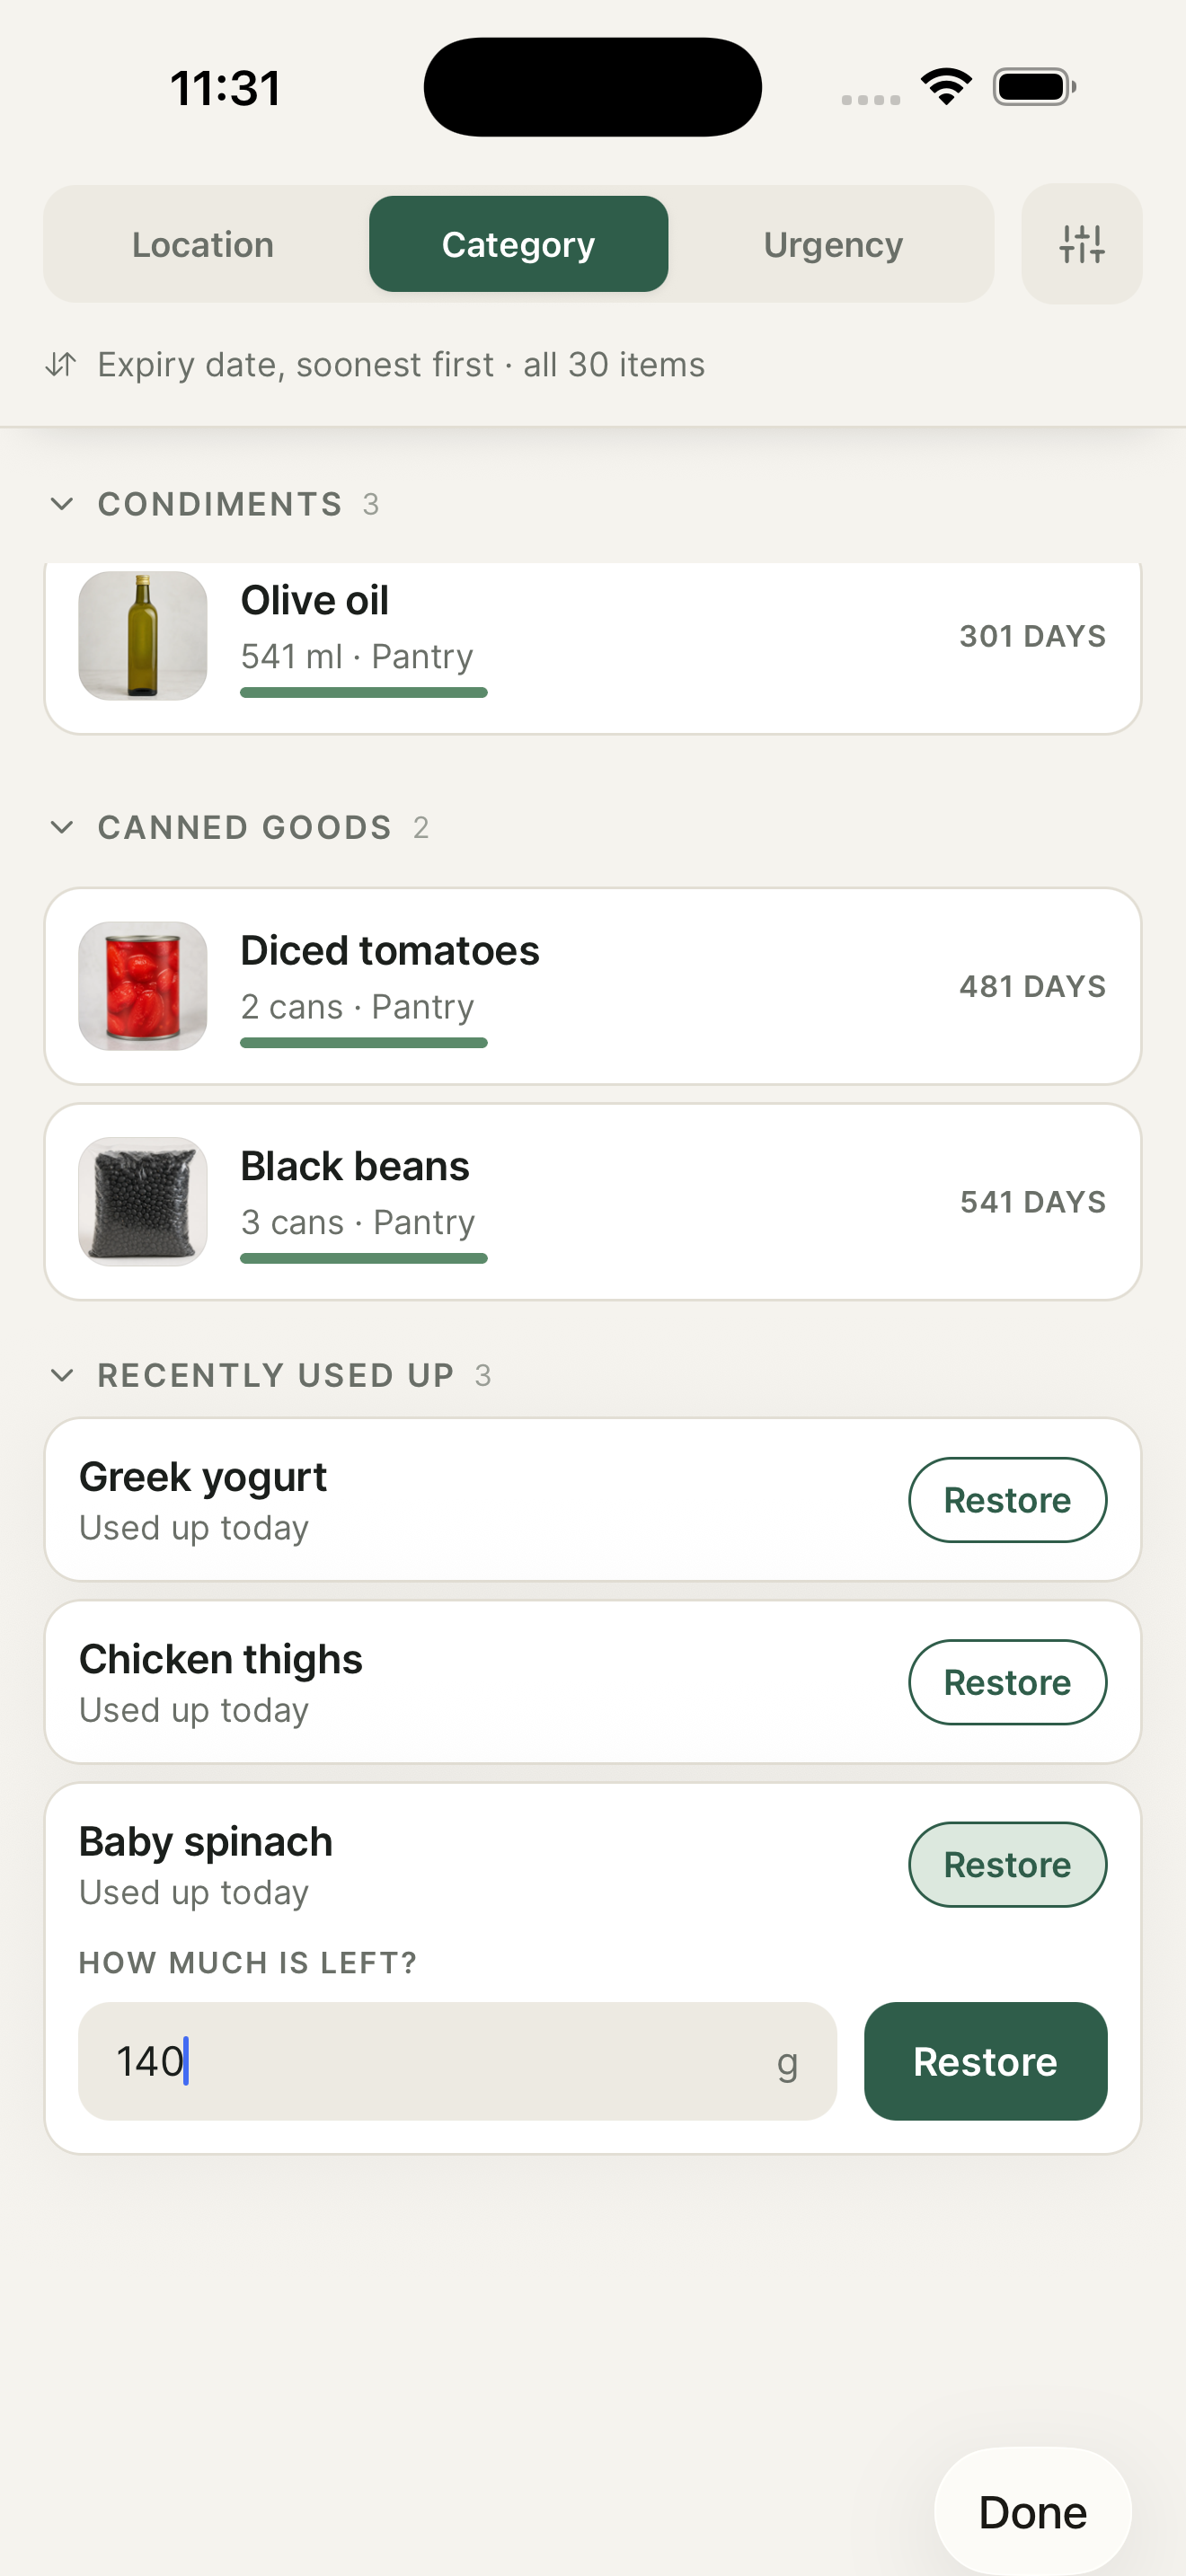 11:31
Location Category Urgency
Expiry date, soonest first · all 30 items
CONDIMENTS 3
Olive oil
541 ml · Pantry
301 DAYS
CANNED GOODS 2
Diced tomatoes
2 cans · Pantry
481 DAYS
Black beans
3 cans · Pantry
541 DAYS
RECENTLY USED UP 3
Greek yogurt
Used up today
Restore
Chicken thighs
Used up today
Restore
Baby spinach
Used up today
Restore
HOW MUCH IS LEFT?
140 g
Restore
Done